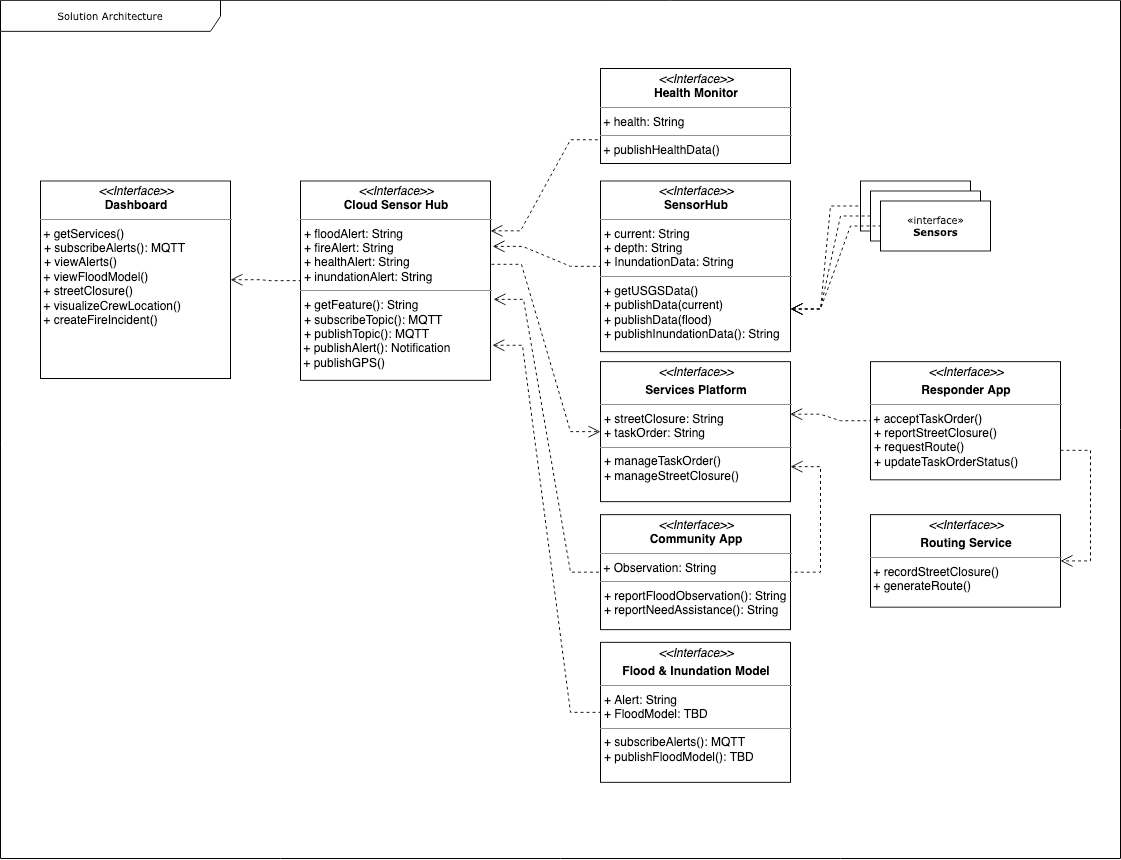 Solution Architecture
<<Interface>>
Health Monitor
+ health: String
+ publishHealthData()
<<Interface>>
Dashboard
+ getServices()
+ subscribeAlerts(): MQTT
+ viewAlerts()
+ viewFloodModel()
+ streetClosure()
+ visualizeCrewLocation()
+ createFireIncident()
<<Interface>>
Cloud Sensor Hub
+ floodAlert: String
+ fireAlert: String
+ healthAlert: String
+ inundationAlert: String
+ getFeature(): String
+ subscribeTopic(): MQTT
+ publishTopic(): MQTT
+ publishAlert(): Notification
+ publishGPS()
<<Interface>>
SensorHub
+ current: String
+ depth: String
+ InundationData: String
+ getUSGSData()
+ publishData(current)
+ publishData(flood)
+ publishInundationData(): String
«interface»
Sensors
<<Interface>>
Services Platform
+ streetClosure: String
+ taskOrder: String
+ manageTaskOrder()
+ manageStreetClosure()
<<Interface>>
Responder App
+ acceptTaskOrder()
+ reportStreetClosure()
+ requestRoute()
+ updateTaskOrderStatus()
<<Interface>>
Community App
+ Observation: String
+ reportFloodObservation(): String
+ reportNeedAssistance(): String
<<Interface>>
Routing Service
+ recordStreetClosure()
+ generateRoute()
<<Interface>>
Flood & Inundation Model
+ Alert: String
+ FloodModel: TBD
+ subscribeAlerts(): MQTT
+ publishFloodModel(): TBD